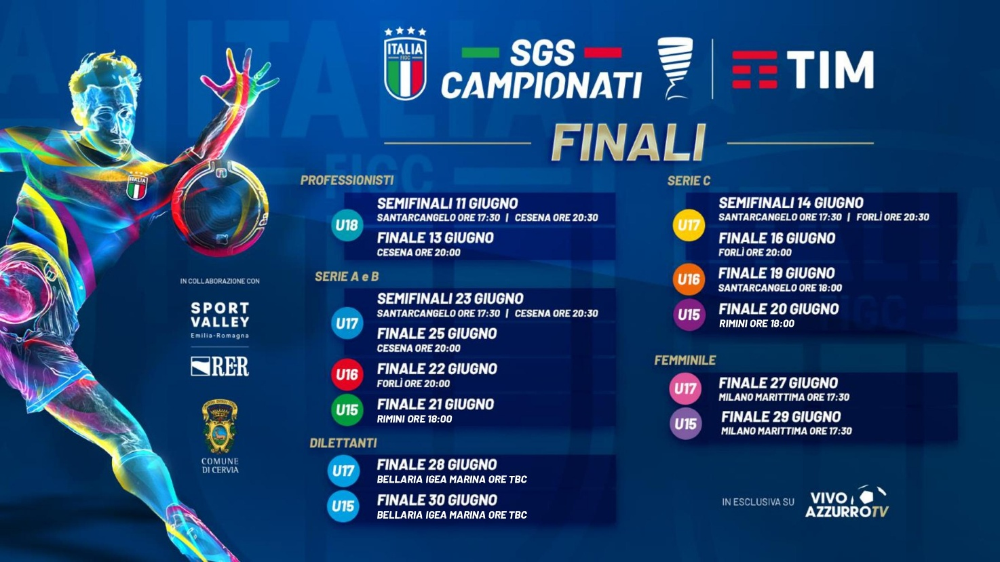 ITALIA
FIGC
SGS
CAMPIONATI
TIM
FINALI
PROFESSIONISTI
U18
SEMIFINALI 11 GIUGNO
SANTARCANGELO ORE 17:30 | CESENA ORE 20:30
FINALE 13 GIUGNO
CESENA ORE 20:00
SERIE A e B
U17
SEMIFINALI 23 GIUGNO
SANTARCANGELO ORE 17:30 | CESENA ORE 20:30
FINALE 25 GIUGNO
CESENA ORE 20:00
U16
FINALE 22 GIUGNO
FORLÌ ORE 20:00
U15
FINALE 21 GIUGNO
RIMINI ORE 18:00
DILETTANTI
U17
FINALE 28 GIUGNO
BELLARIA IGEA MARINA ORE TBC
U15
FINALE 30 GIUGNO
BELLARIA IGEA MARINA ORE TBC
SERIE C
U17
SEMIFINALI 14 GIUGNO
SANTARCANGELO ORE 17:30 | FORLÌ ORE 20:30
FINALE 16 GIUGNO
FORLÌ ORE 20:00
U16
FINALE 19 GIUGNO
SANTARCANGELO ORE 18:00
U15
FINALE 20 GIUGNO
RIMINI ORE 18:00
FEMMINILE
U17
FINALE 27 GIUGNO
MILANO MARITTIMA ORE 17:30
U15
FINALE 29 GIUGNO
MILANO MARITTIMA ORE 17:30
IN ESCLUSIVA SU
VIVO
AZZURRO TV
ITALIA
IN COLLABORAZIONE CON
SPORT
VALLEY
Emilia-Romagna
RER
COMUNE
DI CERVIA
ITALIA
FIGC